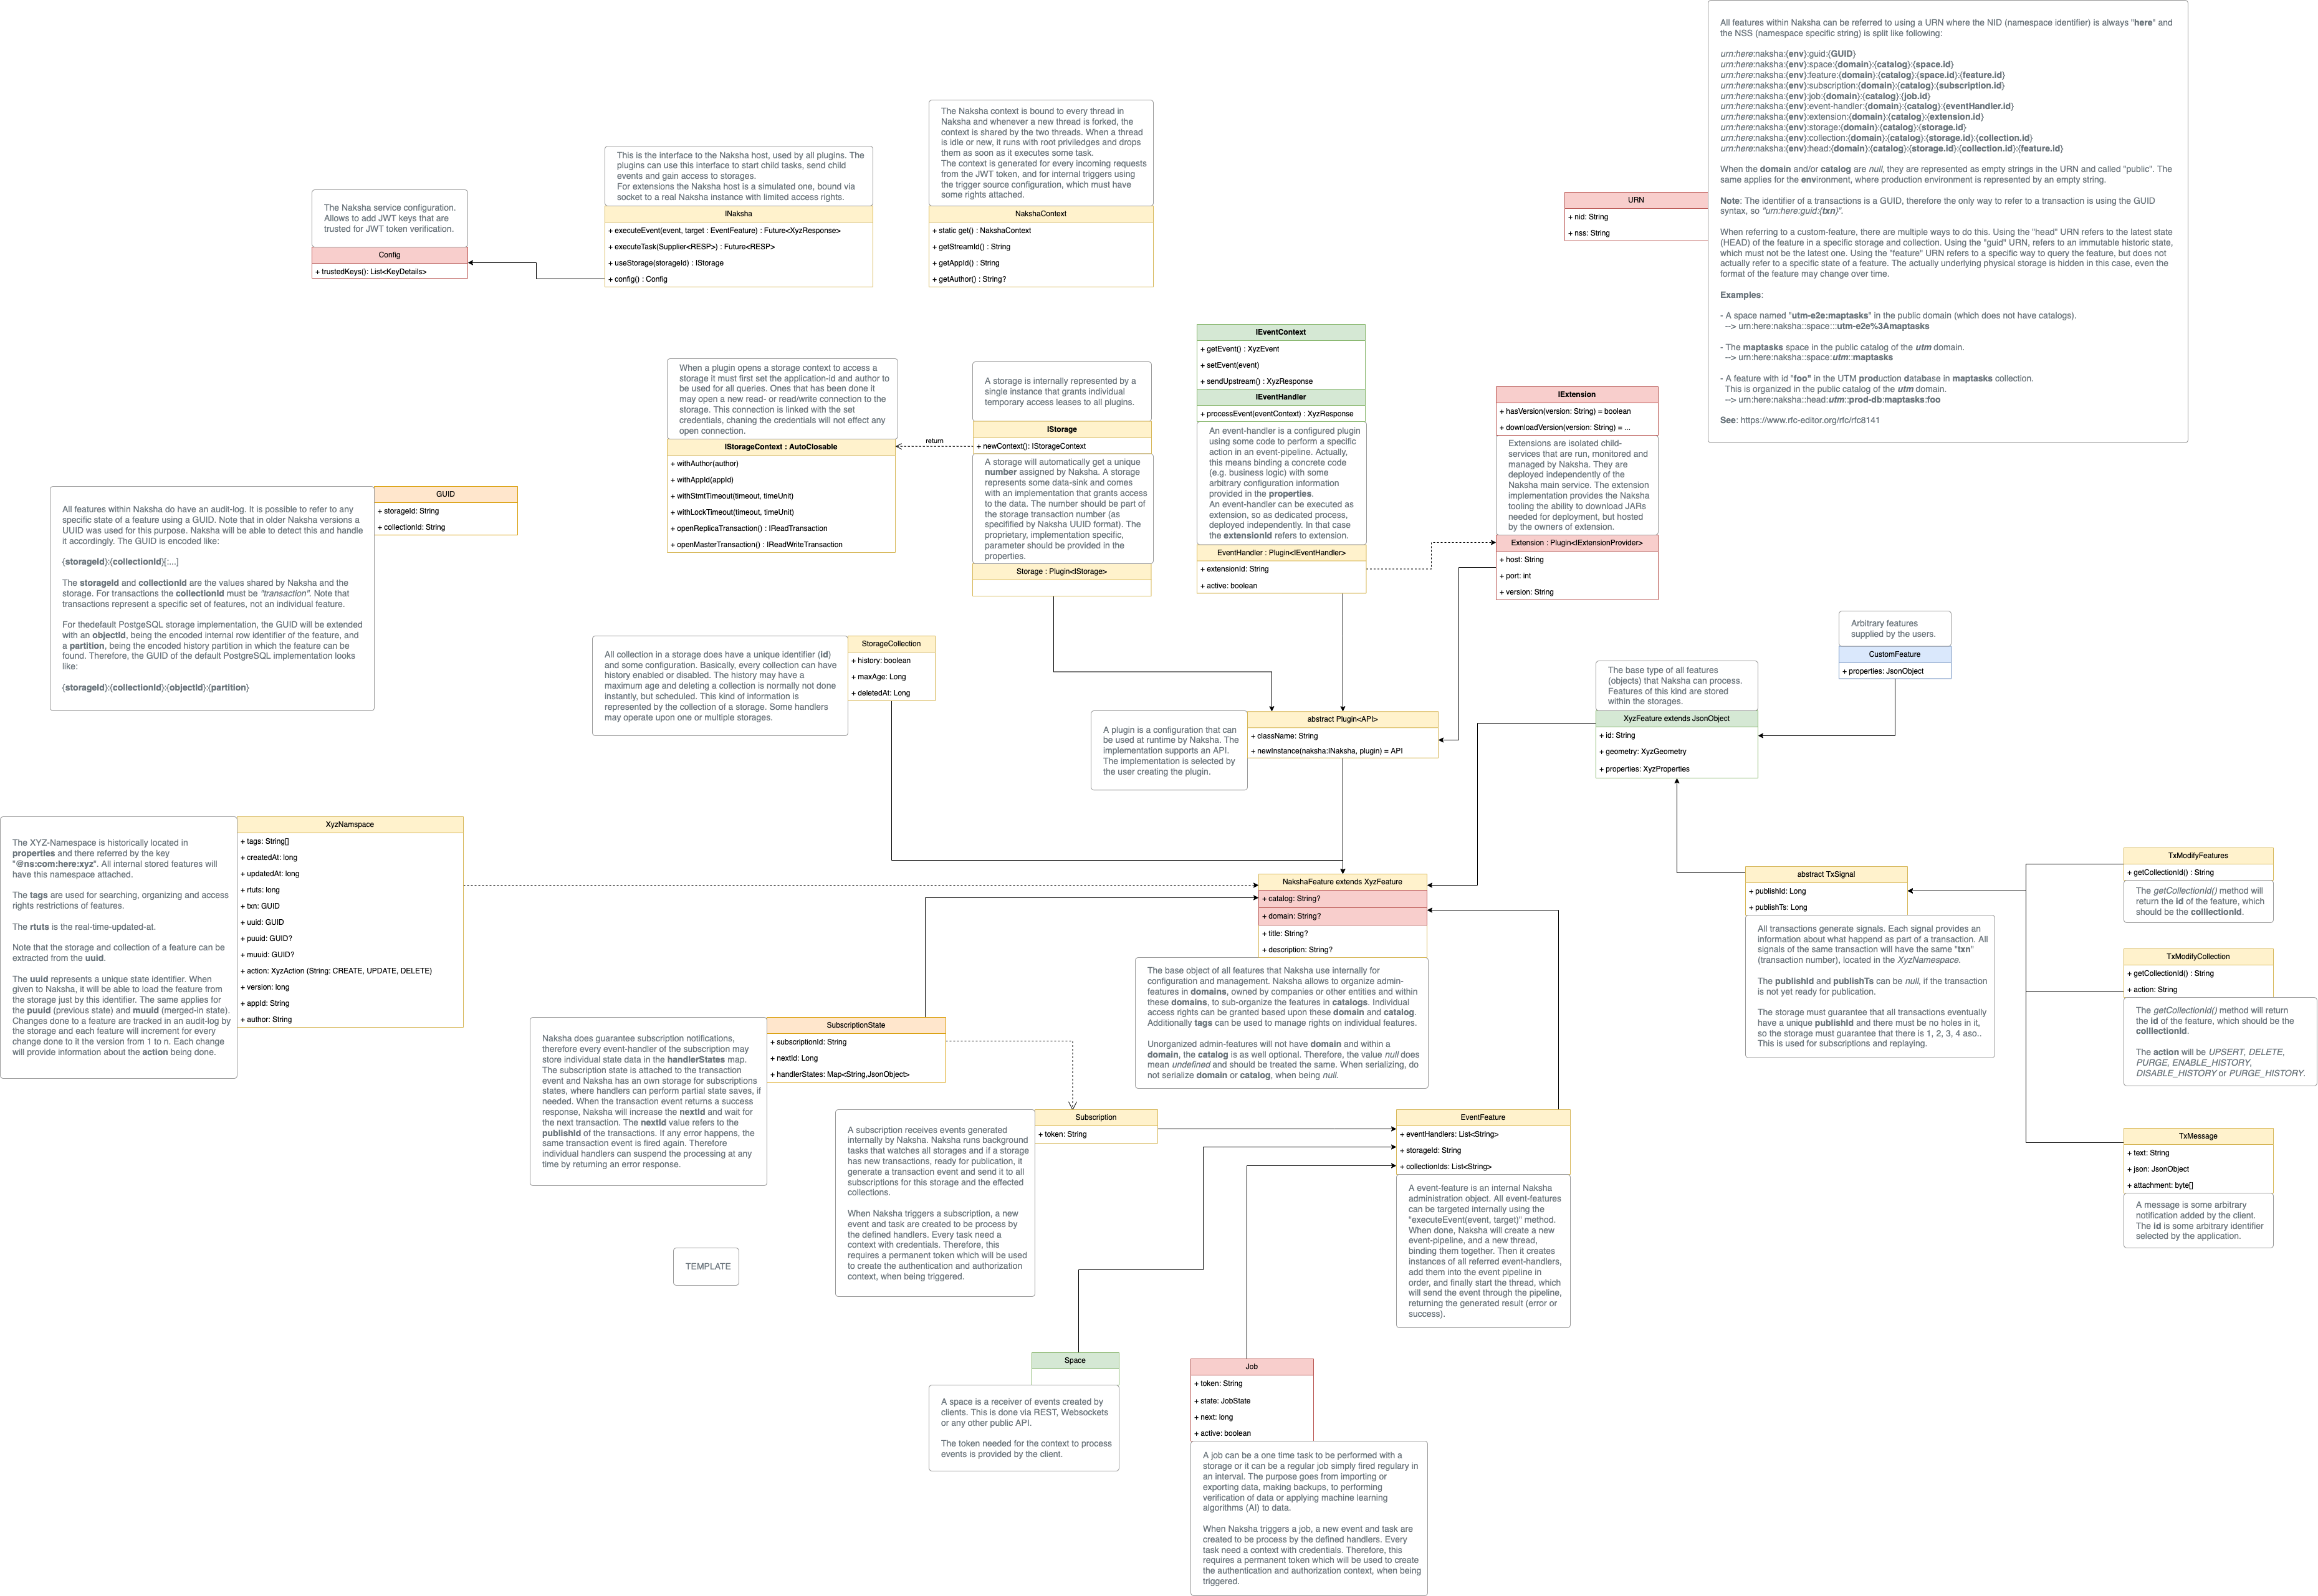 All features within Naksha can be referred to using a URN where the NID (namespace identifier) is always "here" and
the NSS (namespace specific string) is split like following:
urn:here:naksha:{env}:guid:{GUID}
urn:here:naksha:{env}:space:{domain}:{catalog}:{space.id}
urn:here:naksha:{env}:feature:{domain}:{catalog}:{space.id}:{feature.id}
urn:here:naksha:{env}:subscription:{domain}:{catalog}:{subscription.id}
urn:here:naksha:{env}:job:{domain}:{catalog}:{job.id}
urn:here:naksha:{env}:event-handler:{domain}:{catalog}:{eventHandler.id}
urn:here:naksha:{env}:extension:{domain}:{catalog}:{extension.id}
urn:here:naksha:{env}:storage:{domain}:{catalog}:{storage.id}
urn:here:naksha:{env}:collection:{domain}:{catalog}:{storage.id}:{collection.id}
urn:here:naksha:{env}:head:{domain}:{catalog}:{storage.id}:{collection.id}:{feature.id}
When the domain and/or catalog are null, they are represented as empty strings in the URN and called "public". The
same applies for the environment, where production environment is represented by an empty string.
Note: The identifier of a transactions is a GUID, therefore the only way to refer to a transaction is using the GUID
syntax, so "urn:here:guid:{txn}".
When referring to a custom-feature, there are multiple ways to do this. Using the "head" URN refers to the latest state
(HEAD) of the feature in a specific storage and collection. Using the "guid" URN, refers to an immutable historic state,
which must not be the latest one. Using the "feature" URN refers to a specific way to query the feature, but does not
actually refer to a specific state of a feature. The actually underlying physical storage is hidden in this case, even the
format of the feature may change over time.
Examples:
- A space named "utm-e2e:maptasks" in the public domain (which does not have catalogs).
--> urn:here:naksha::space:::utm-e2e%3Amaptasks
- The maptasks space in the public catalog of the utm domain.
--> urn:here:naksha::space:utm::maptasks
- A feature with id "foo" in the UTM production database in maptasks collection.
This is organized in the public catalog of the utm domain.
--> urn:here:naksha::head:utm::prod-db:maptasks:foo
See: https://www.rfc-editor.org/rfc/rfc8141
URN
+ nid: String
+ nss: String
The Naksha context is bound to every thread in
Naksha and whenever a new thread is forked, the
context is shared by the two threads. When a thread
is idle or new, it runs with root priviledges and drops
them as soon as it executes some task.
The context is generated for every incoming requests
from the JWT token, and for internal triggers using
the trigger source configuration, which must have
some rights attached.
NakshaContext
+ static get() : NakshaContext
+ getStreamId() : String
+ getAppId() : String
+ getAuthor() : String?
This is the interface to the Naksha host, used by all plugins. The
plugins can use this interface to start child tasks, send child
events and gain access to storages.
For extensions the Naksha host is a simulated one, bound via
socket to a real Naksha instance with limited access rights.
INaksha
+ executeEvent(event, target : EventFeature) : Future<XyzResponse>
+ executeTask(Supplier<RESP>) : Future<RESP>
+ useStorage(storageId) : IStorage
+ config() : Config
The Naksha service configuration.
Allows to add JWT keys that are
trusted for JWT token verification.
Config
+ trustedKeys(): List<KeyDetails>
IEventContext
+ getEvent() : XyzEvent
+ setEvent(event)
+ sendUpstream() : XyzResponse
IEventHandler
+ processEvent(eventContext) : XyzResponse
An event-handler is a configured plugin
using some code to perform a specific
action in an event-pipeline. Actually,
this means binding a concrete code
(e.g. business logic) with some
arbitrary configuration information
provided in the properties.
An event-handler can be executed as
extension, so as dedicated process,
deployed independently. In that case
the extensionId refers to extension.
EventHandler : Plugin<IEventHandler>
+ extensionId: String
+ active: boolean
When a plugin opens a storage context to access a
storage it must first set the application-id and author to
be used for all queries. Ones that has been done it
may open a new read- or read/write connection to the
storage. This connection is linked with the set
credentials, chaning the credentials will not effect any
open connection.
IStorageContext : AutoClosable
+ withAuthor(author)
+ withAppId(appId)
+ withStmtTimeout(timeout, timeUnit)
+ withLockTimeout(timeout, timeUnit)
+ openReplicaTransaction() : IReadTransaction
+ openMasterTransaction() : IReadWriteTransaction
return
A storage is internally represented by a
single instance that grants individual
temporary access leases to all plugins.
IStorage
+ newContext(): IStorageContext
A storage will automatically get a unique
number assigned by Naksha. A storage
represents some data-sink and comes
with an implementation that grants access
to the data. The number should be part of
the storage transaction number (as
specified by Naksha UUID format). The
proprietary, implementation specific,
parameter should be provided in the
properties.
Storage : Plugin<IStorage>
IExtension
+ hasVersion(version: String) = boolean
+ downloadVersion(version: String) = ...
Extensions are isolated child-
services that are run, monitored and
managed by Naksha. They are
deployed independently of the
Naksha main service. The extension
implementation provides the Naksha
tooling the ability to download JARs
needed for deployment, but hosted
by the owners of extension.
Extension : Plugin<IExtensionProvider>
+ host: String
+ port: int
+ version: String
All features within Naksha do have an audit-log. It is possible to refer to any
specific state of a feature using a GUID. Note that in older Naksha versions a
UUID was used for this purpose. Naksha will be able to detect this and handle
it accordingly. The GUID is encoded like:
{storageId}:{collectionId}[:...]
The storageId and collectionId are the values shared by Naksha and the
storage. For transactions the collectionId must be "transaction". Note that
transactions represent a specific set of features, not an individual feature.
For thedefault PostgeSQL storage implementation, the GUID will be extended
with an objectId, being the encoded internal row identifier of the feature, and
a partition, being the encoded history partition in which the feature can be
found. Therefore, the GUID of the default PostgreSQL implementation looks
like:
{storageId}:{collectionId}:{objectId}:{partition}
GUID
+ storageId: String
+ collectionId: String
All collection in a storage does have a unique identifier (id)
and some configuration. Basically, every collection can have
history enabled or disabled. The history may have a
maximum age and deleting a collection is normally not done
instantly, but scheduled. This kind of information is
represented by the collection of a storage. Some handlers
may operate upon one or multiple storages.
StorageCollection
+ history: boolean
+ maxAge: Long
+ deletedAt: Long
A plugin is a configuration that can
be used at runtime by Naksha. The
implementation supports an API.
The implementation is selected by
the user creating the plugin.
abstract Plugin<API>
+ className: String
+ newInstance(naksha:INaksha, plugin) = API
The base type of all features
(objects) that Naksha can process.
Features of this kind are stored
within the storages.
XyzFeature extends JsonObject
+ id: String
+ geometry: XyzGeometry
+ properties: XyzProperties
Arbitrary features
supplied by the users.
CustomFeature
+ properties: JsonObject
The XYZ-Namespace is historically located in
properties and there referred by the key
"@ns:com:here:xyz". All internal stored features will
have this namespace attached.
The tags are used for searching, organizing and access
rights restrictions of features.
The rtuts is the real-time-updated-at.
Note that the storage and collection of a feature can be
extracted from the uuid.
The uuid represents a unique state identifier. When
given to Naksha, it will be able to load the feature from
the storage just by this identifier. The same applies for
the puuid (previous state) and muuid (merged-in state).
Changes done to a feature are tracked in an audit-log by
the storage and each feature will increment for every
change done to it the version from 1 to n. Each change
will provide information about the action being done.
XyzNamspace
+ tags: String[]
+ createdAt: long
+ updatedAt: long
+ rtuts: long
+ txn: GUID
+ uuid: GUID
+ puuid: GUID?
+ muuid: GUID?
+ action: XyzAction (String: CREATE, UPDATE, DELETE)
+ version: long
+ appId: String
+ author: String
NakshaFeature extends XyzFeature
+ catalog: String?
+ domain: String?
+ title: String?
+ description: String?
The base object of all features that Naksha use internally for
configuration and management. Naksha allows to organize admin-
features in domains, owned by companies or other entities and within
these domains, to sub-organize the features in catalogs. Individual
access rights can be granted based upon these domain and catalog.
Additionally tags can be used to manage rights on individual features.
Unorganized admin-features will not have domain and within a
domain, the catalog is as well optional. Therefore, the value null does
mean undefined and should be treated the same. When serializing, do
not serialize domain or catalog, when being null.
abstract TxSignal
+ publishId: Long
+ publishTs: Long
All transactions generate signals. Each signal provides an
information about what happend as part of a transaction. All
signals of the same transaction will have the same "txn"
(transaction number), located in the XyzNamespace.
The publishId and publishTs can be null, if the transaction
is not yet ready for publication.
The storage must guarantee that all transactions eventually
have a unique publishId and there must be no holes in it,
so the storage must guarantee that there is 1, 2, 3, 4 aso..
This is used for subscriptions and replaying.
TxModifyFeatures
+ getCollectionId() : String
The getCollectionId() method will
return the id of the feature, which
should be the colllectionId.
TxModifyCollection
+ getCollectionId() : String
+ action: String
The getCollectionId() method will return
the id of the feature, which should be the
colllectionId.
The action will be UPSERT, DELETE,
PURGE, ENABLE_HISTORY,
DISABLE_HISTORY or PURGE_HISTORY.
TxMessage
+ text: String
+ json: JsonObject
+ attachment: byte[]
A message is some arbitrary
notification added by the client.
The id is some arbitrary identifier
selected by the application.
Naksha does guarantee subscription notifications,
therefore every event-handler of the subscription may
store individual state data in the handlerStates map.
The subscription state is attached to the transaction
event and Naksha has an own storage for subscriptions
states, where handlers can perform partial state saves, if
needed. When the transaction event returns a success
response, Naksha will increase the nextId and wait for
the next transaction. The nextId value refers to the
publishId of the transactions. If any error happens, the
same transaction event is fired again. Therefore
individual handlers can suspend the processing at any
time by returning an error response.
SubscriptionState
+ subscriptionId: String
+ nextId: Long
+ handlerStates: Map<String,JsonObject>
A subscription receives events generated
internally by Naksha. Naksha runs background
tasks that watches all storages and if a storage
has new transactions, ready for publication, it
generate a transaction event and send it to all
subscriptions for this storage and the effected
collections.
When Naksha triggers a subscription, a new
event and task are created to be process by
the defined handlers. Every task need a
context with credentials. Therefore, this
requires a permanent token which will be used
to create the authentication and authorization
context, when being triggered.
Subscription
+ token: String
EventFeature
+ eventHandlers: List<String>
+ storageId: String
+ collectionIds: List<String>
A event-feature is an internal Naksha
administration object. All event-features
can be targeted internally using the
"executeEvent(event, target)" method.
When done, Naksha will create a new
event-pipeline, and a new thread,
binding them together. Then it creates
instances of all referred event-handlers,
add them into the event pipeline in
order, and finally start the thread, which
will send the event through the pipeline,
returning the generated result (error or
success).
TEMPLATE
Space
A space is a receiver of events created by
clients. This is done via REST, Websockets
or any other public API.
The token needed for the context to process
events is provided by the client.
Job
+ token: String
+ state: JobState
+ next: long
+ active: boolean
A job can be a one time task to be performed with a
storage or it can be a regular job simply fired regulary in
an interval. The purpose goes from importing or
exporting data, making backups, to performing
verification of data or applying machine learning
algorithms (AI) to data.
When Naksha triggers a job, a new event and task are
created to be process by the defined handlers. Every
task need a context with credentials. Therefore, this
requires a permanent token which will be used to create
the authentication and authorization context, when being
triggered.